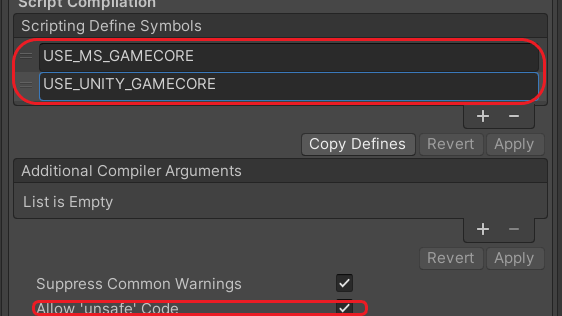 Script Compilation
Scripting Define Symbols
USE_MS_GAMECORE
USE_UNITY_GAMECORE
+ −
Copy Defines Revert Apply
Additional Compiler Arguments
List is Empty
+ −
Revert Apply
Suppress Common Warnings
Allow 'unsafe' Code